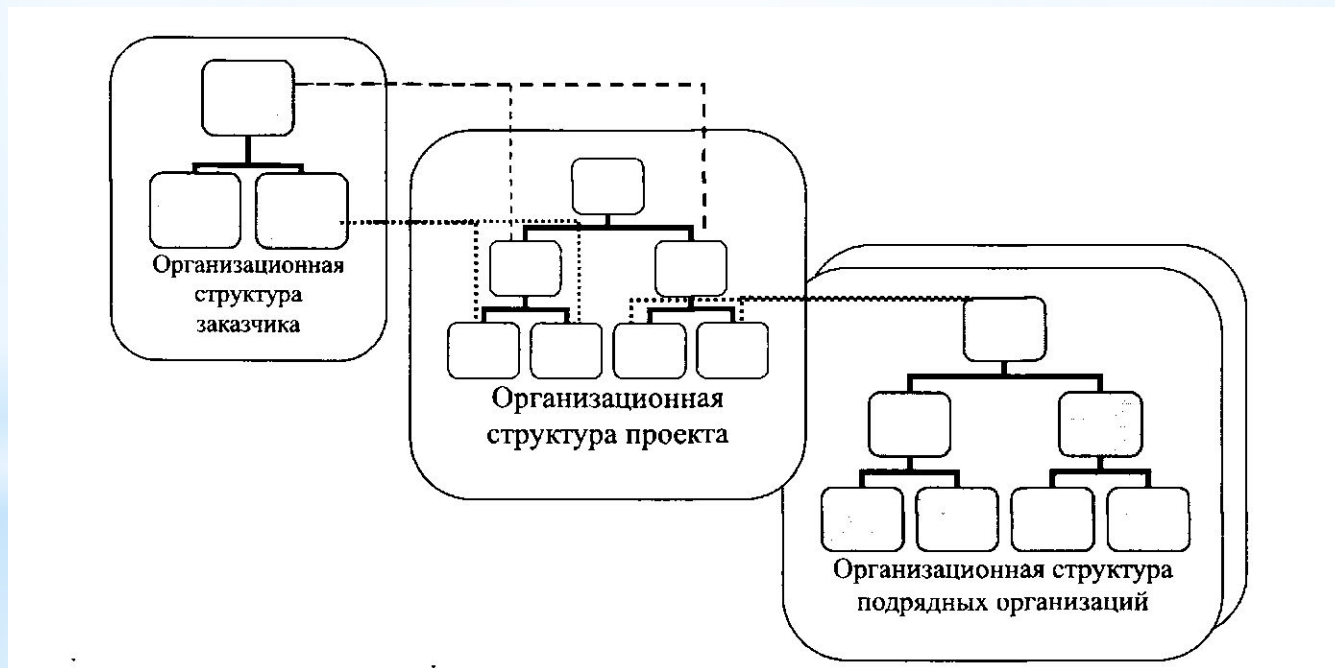 Организационная
структура
заказчика
Организационная
структура проекта
Организационная структура
подрядных организаций